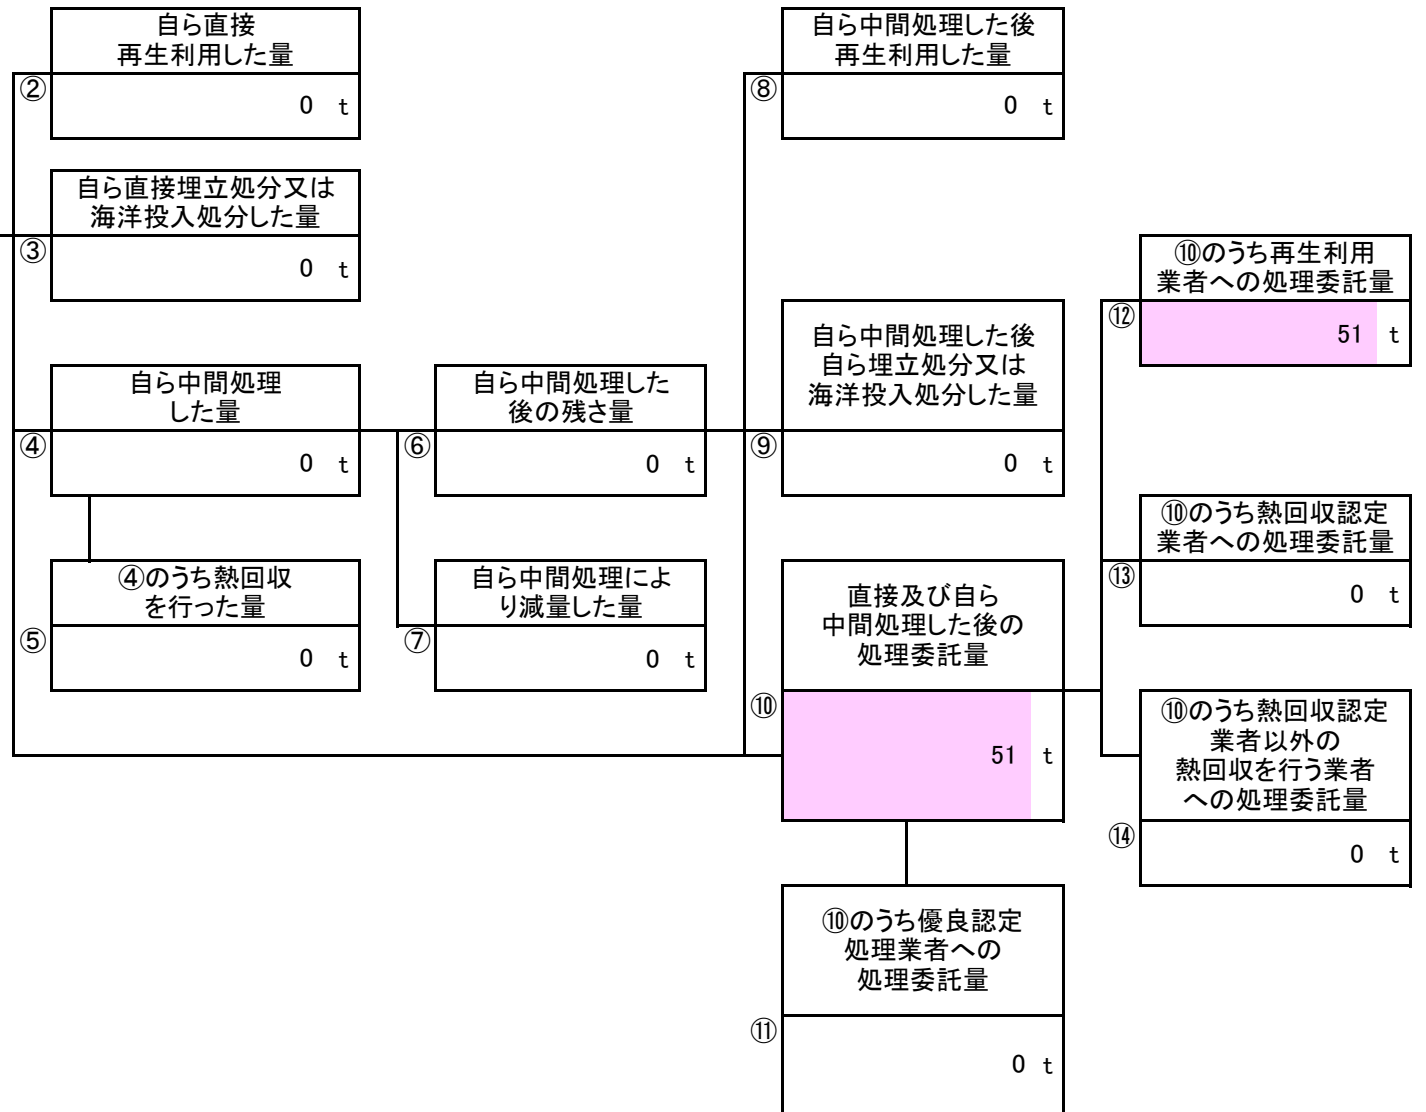 自ら直接
再生利用した量
②
0 t
自ら直接埋立処分又は
海洋投入処分した量
③
0 t
自ら中間処理
した量
④
0 t
④のうち熱回収
を行った量
⑤
0 t
自ら中間処理した
後の残さ量
⑥
0 t
自ら中間処理によ
り減量した量
⑦
0 t
自ら中間処理した後
再生利用した量
⑧
0 t
自ら中間処理した後
自ら埋立処分又は
海洋投入処分した量
⑨
0 t
直接及び自ら
中間処理した後の
処理委託量
⑩
51 t
⑩のうち優良認定
処理業者への
処理委託量
⑪
0 t
⑩のうち再生利用
業者への処理委託量
⑫
51 t
⑩のうち熱回収認定
業者への処理委託量
⑬
0 t
⑩のうち熱回収認定
業者以外の
熱回収を行う業者
への処理委託量
⑭
0 t